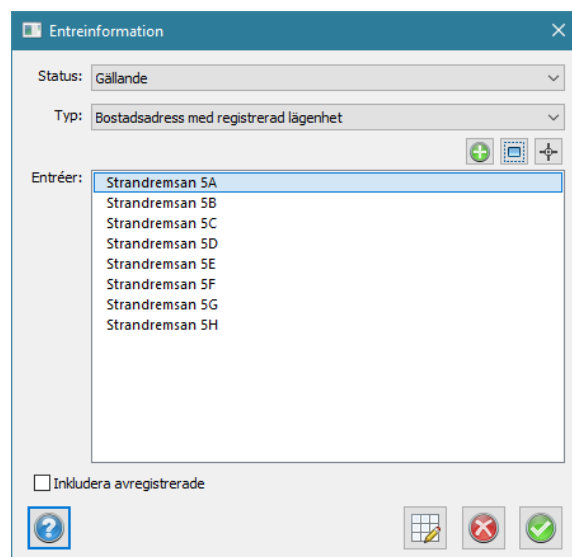 Entreinformation
Status: Gällande
Typ: Bostadsadress med registrerad lägenhet
Entréer: Strandremsan 5A
Strandremsan 5B
Strandremsan 5C
Strandremsan 5D
Strandremsan 5E
Strandremsan 5F
Strandremsan 5G
Strandremsan 5H
Inkludera avregistrerade